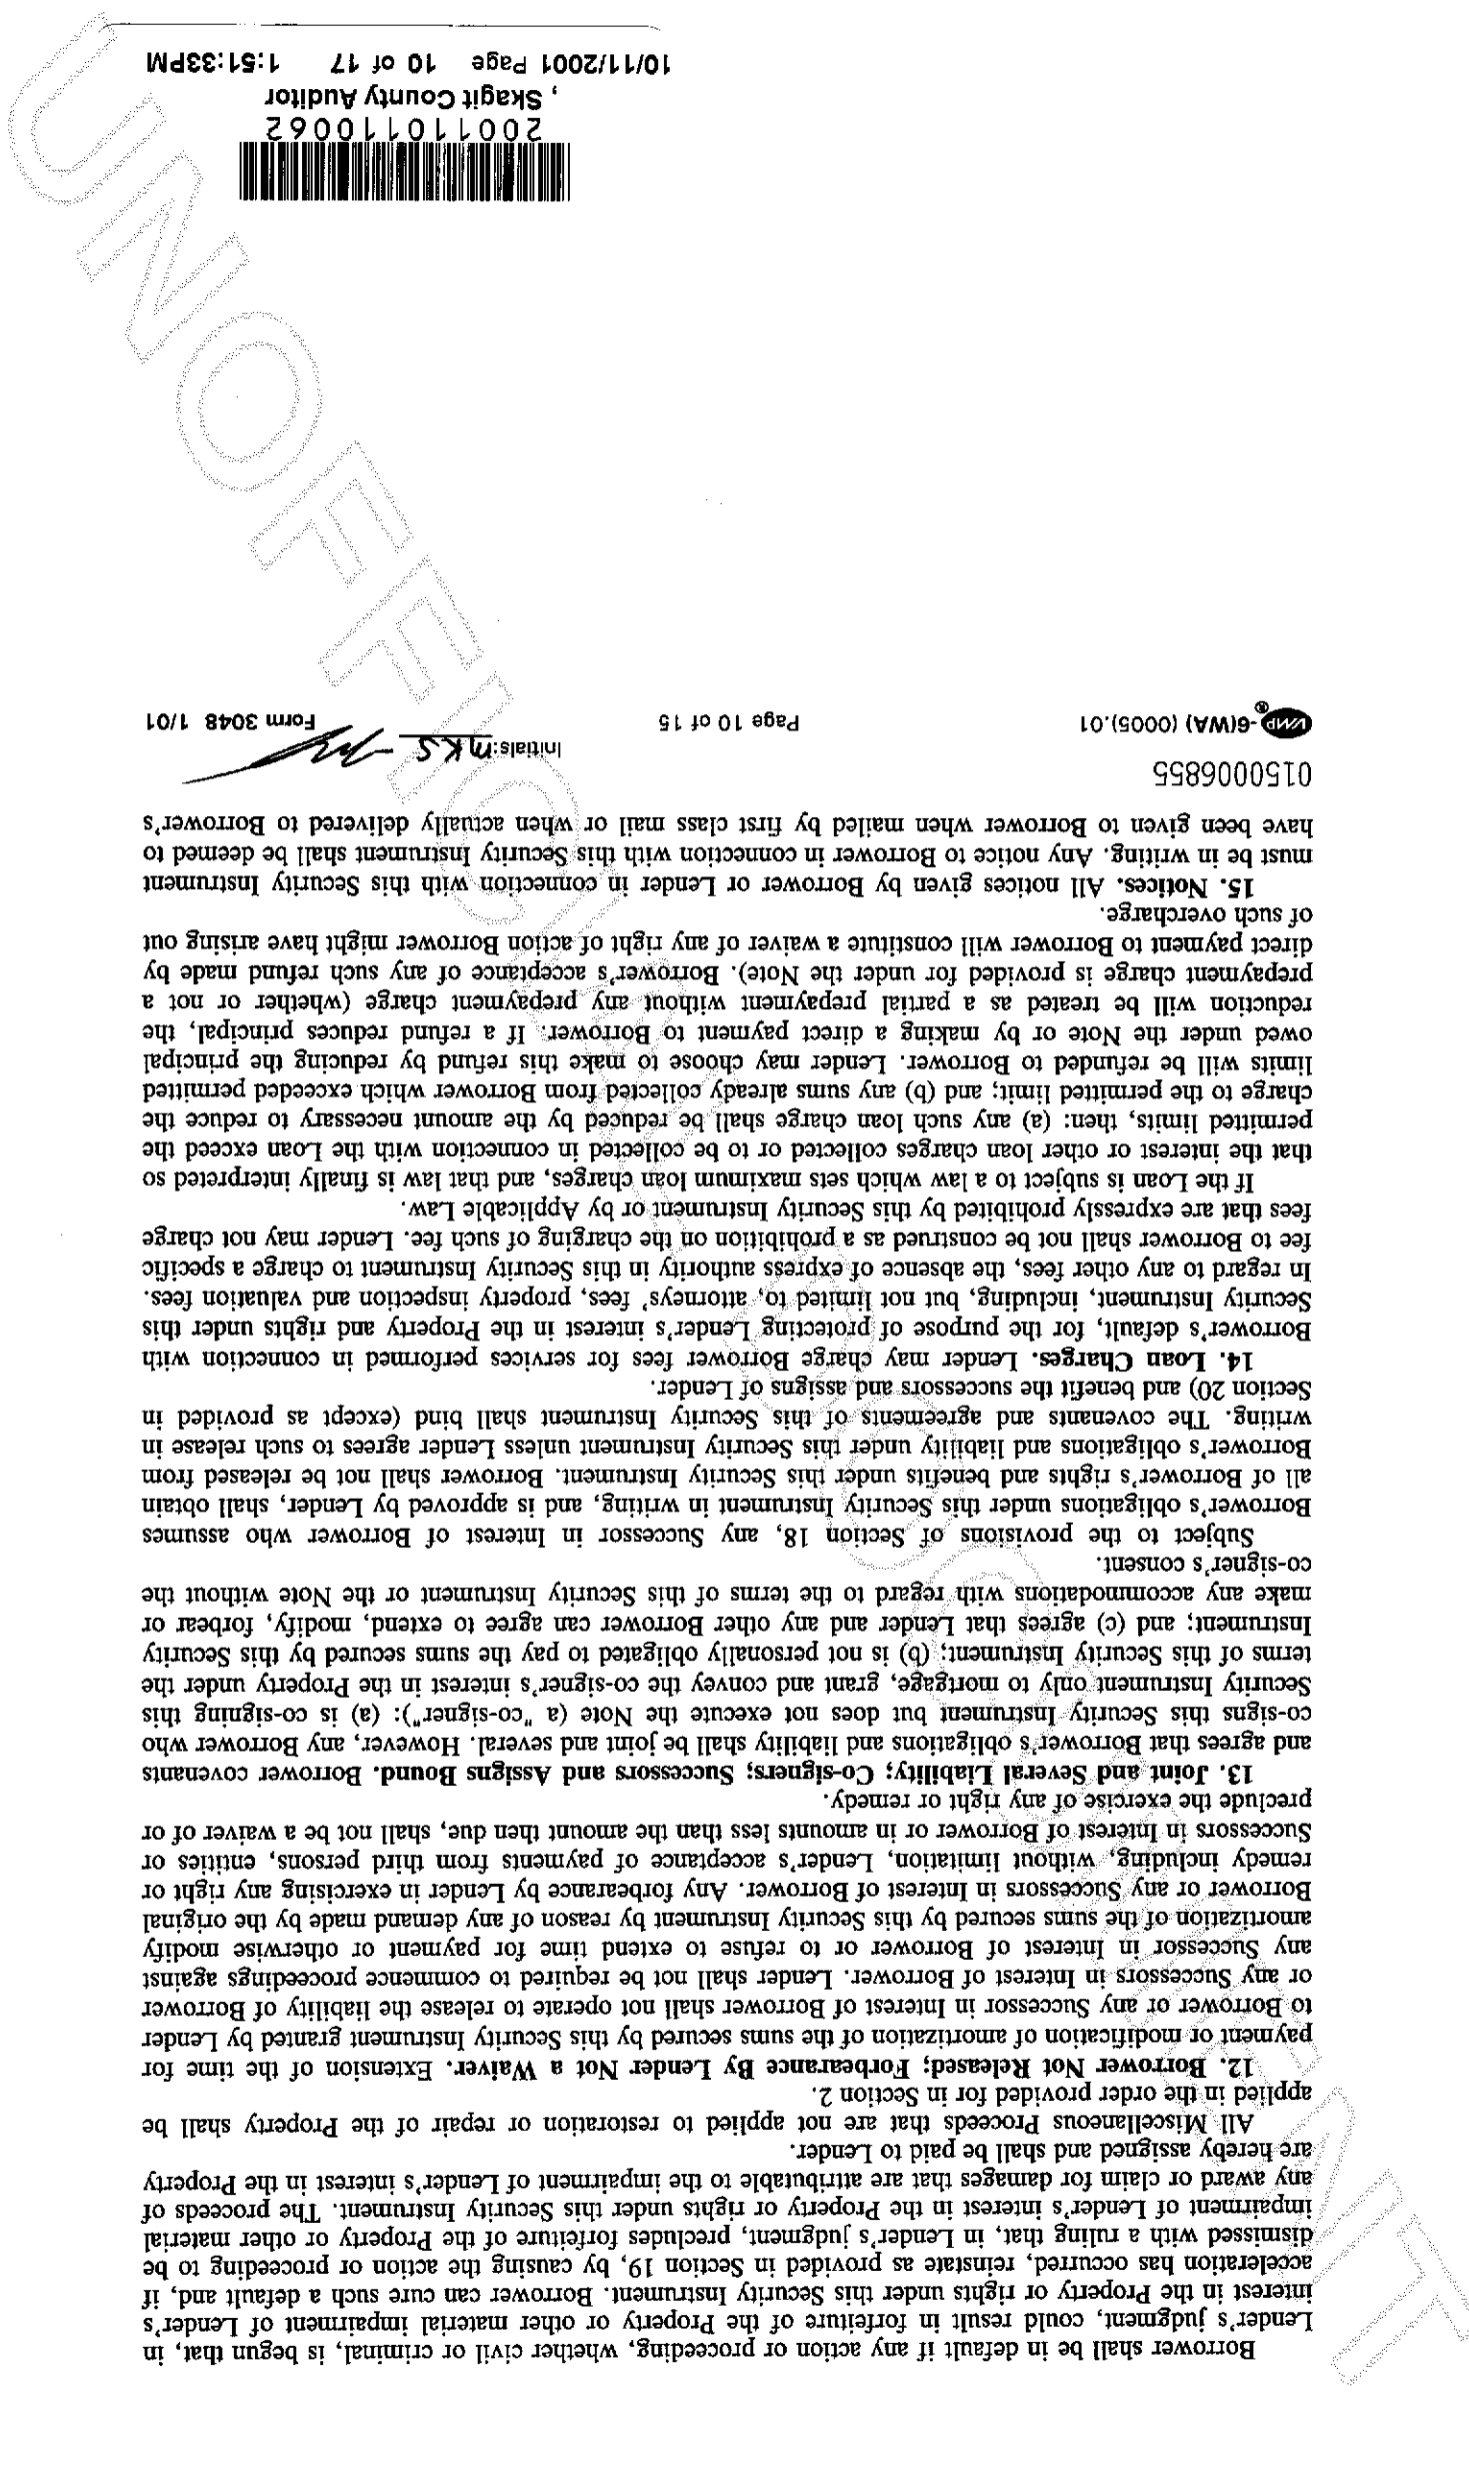 Borrower shall be in default if any action or proceeding, whether civil or criminal, is begun that, in
Lender's judgment, could result in forfeiture of the Property or other material impairment of Lender's
interest in the Property or rights under this Security Instrument. Borrower can cure such a default and, if
acceleration has occurred, reinstate as provided in Section 19, by causing the action or proceeding to be
dismissed with a ruling that, in Lender's judgment, precludes forfeiture of the Property or other material
impairment of Lender's interest in the Property or rights under this Security Instrument. The proceeds of
any award or claim for damages that are attributable to the impairment of Lender's interest in the Property
are hereby assigned and shall be paid to Lender.
All Miscellaneous Proceeds that are not applied to restoration or repair of the Property shall be
applied in the order provided for in Section 2.
12. Borrower Not Released; Forbearance By Lender Not a Waiver. Extension of the time for
payment or modification of amortization of the sums secured by this Security Instrument granted by Lender
to Borrower or any Successor in Interest of Borrower shall not operate to release the liability of Borrower
or any Successors in Interest of Borrower. Lender shall not be required to commence proceedings against
any Successor in Interest of Borrower or to refuse to extend time for payment or otherwise modify
amortization of the sums secured by this Security Instrument by reason of any demand made by the original
Borrower or any Successors in Interest of Borrower. Any forbearance by Lender in exercising any right or
remedy including, without limitation, Lender's acceptance of payments from third persons, entities or
Successors in Interest of Borrower or in amounts less than the amount then due, shall not be a waiver of or
preclude the exercise of any right or remedy.
13. Joint and Several Liability; Co-signers; Successors and Assigns Bound. Borrower covenants
and agrees that Borrower's obligations and liability shall be joint and several. However, any Borrower who
co-signs this Security Instrument but does not execute the Note (a "co-signer"): (a) is co-signing this
Security Instrument only to mortgage, grant and convey the co-signer's interest in the Property under the
terms of this Security Instrument; (b) is not personally obligated to pay the sums secured by this Security
Instrument; and (c) agrees that Lender and any other Borrower can agree to extend, modify, forbear or
make any accommodations with regard to the terms of this Security Instrument or the Note without the
co-signer's consent.
Subject to the provisions of Section 18, any Successor in Interest of Borrower who assumes
Borrower's obligations under this Security Instrument in writing, and is approved by Lender, shall obtain
all of Borrower's rights and benefits under this Security Instrument. Borrower shall not be released from
Borrower's obligations and liability under this Security Instrument unless Lender agrees to such release in
writing. The covenants and agreements of this Security Instrument shall bind (except as provided in
Section 20) and benefit the successors and assigns of Lender.
14. Loan Charges. Lender may charge Borrower fees for services performed in connection with
Borrower's default, for the purpose of protecting Lender's interest in the Property and rights under this
Security Instrument, including, but not limited to, attorneys' fees, property inspection and valuation fees.
In regard to any other fees, the absence of express authority in this Security Instrument to charge a specific
fee to Borrower shall not be construed as a prohibition on the charging of such fee. Lender may not charge
fees that are expressly prohibited by this Security Instrument or by Applicable Law.
If the Loan is subject to a law which sets maximum loan charges, and that law is finally interpreted so
that the interest or other loan charges collected or to be collected in connection with the Loan exceed the
permitted limits, then: (a) any such loan charge shall be reduced by the amount necessary to reduce the
charge to the permitted limit; and (b) any sums already collected from Borrower which exceeded permitted
limits will be refunded to Borrower. Lender may choose to make this refund by reducing the principal
owed under the Note or by making a direct payment to Borrower. If a refund reduces principal, the
reduction will be treated as a partial prepayment without any prepayment charge (whether or not a
prepayment charge is provided for under the Note). Borrower's acceptance of any such refund made by
direct payment to Borrower will constitute a waiver of any right of action Borrower might have arising out
of such overcharge.
15. Notices. All notices given by Borrower or Lender in connection with this Security Instrument
must be in writing. Any notice to Borrower in connection with this Security Instrument shall be deemed to
have been given to Borrower when mailed by first class mail or when actually delivered to Borrower's
0150006855
Initials: MKS
VMP-6(WA) (0005).01 Page 10 of 15 Form 3048 1/01
200110110062
, Skagit County Auditor
10/11/2001 Page 10 of 17 1:51:33PM
UNOFFICIAL DOCUMENT